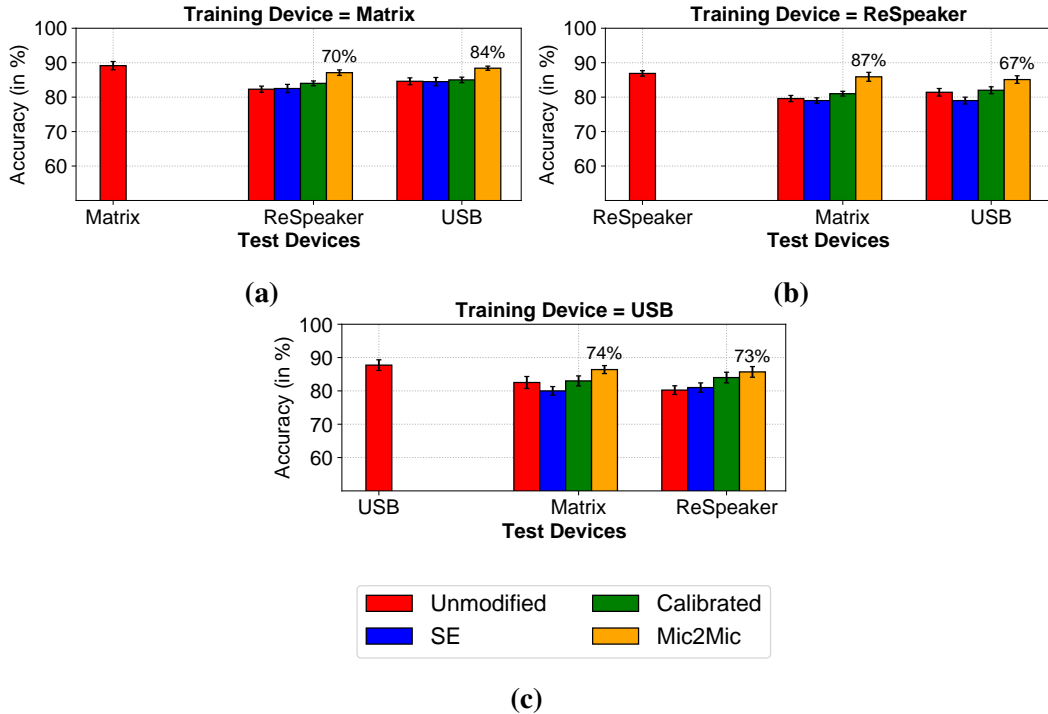 Training Device = Matrix
100
90
80
70
60
Accuracy (in %)
70%
84%
Matrix
ReSpeaker
USB
Test Devices
(a)
Training Device = ReSpeaker
100
90
80
70
60
Accuracy (in %)
87%
67%
ReSpeaker
Matrix
USB
Test Devices
(b)
Training Device = USB
100
90
80
70
60
Accuracy (in %)
74%
73%
USB
Matrix
ReSpeaker
Test Devices
Unmodified
Calibrated
SE
Mic2Mic
(c)